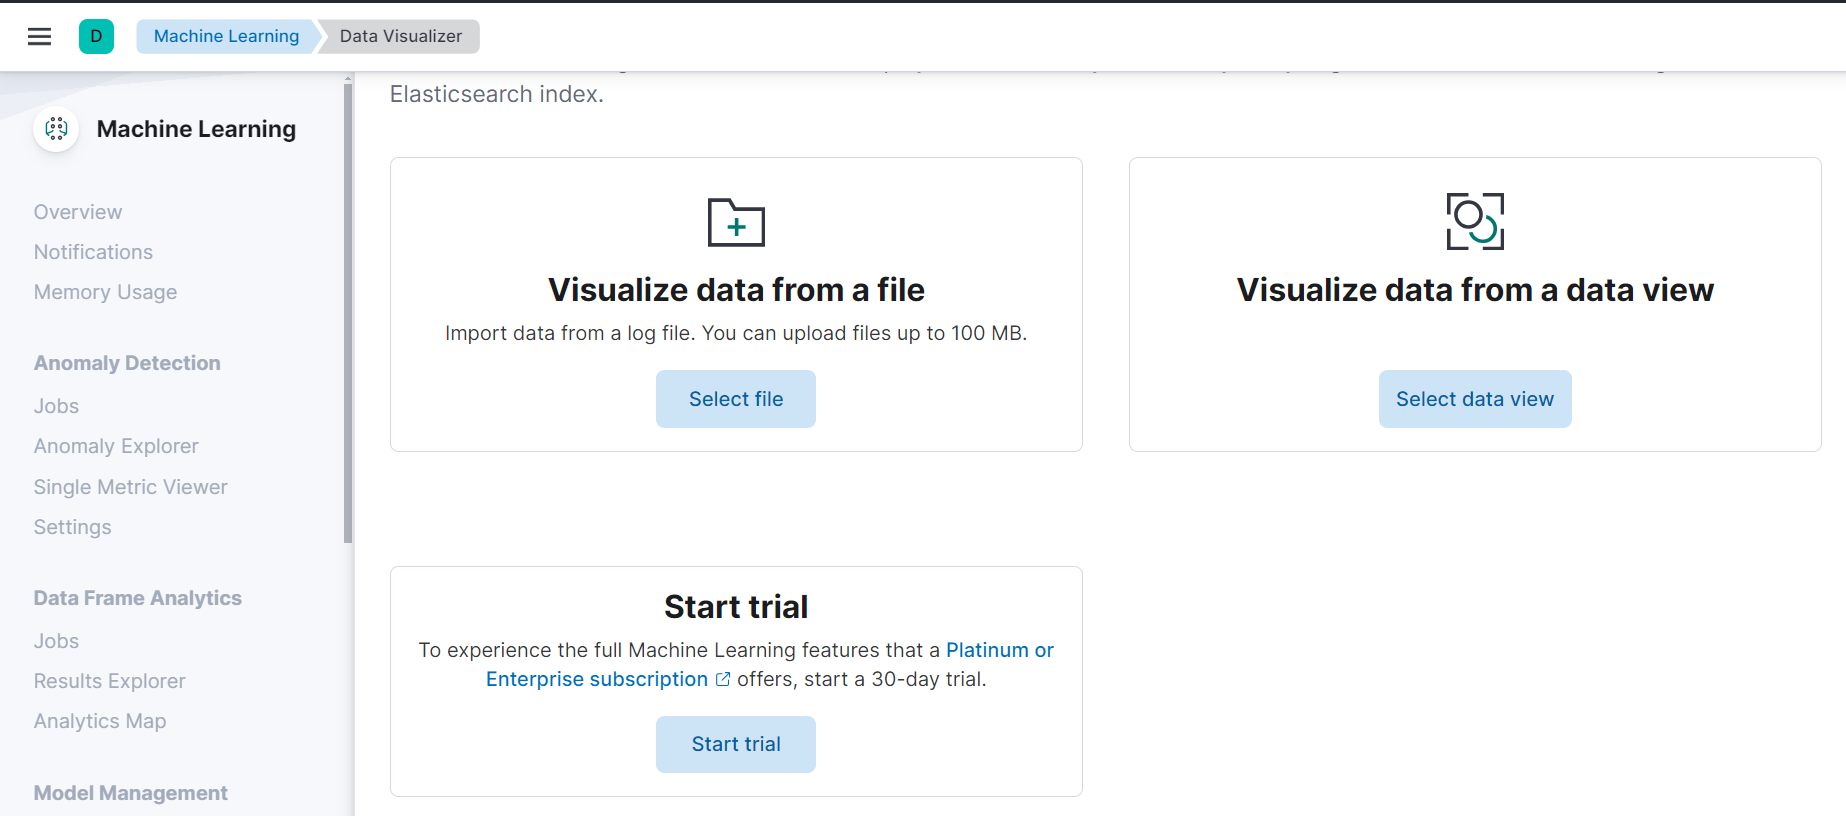 D
Machine Learning
Data Visualizer
Machine Learning
Overview
Notifications
Memory Usage
Anomaly Detection
Jobs
Anomaly Explorer
Single Metric Viewer
Settings
Data Frame Analytics
Jobs
Results Explorer
Analytics Map
Model Management
Elasticsearch index.
Visualize data from a file
Import data from a log file. You can upload files up to 100 MB.
Select file
Visualize data from a data view
Select data view
Start trial
To experience the full Machine Learning features that a Platinum or
Enterprise subscription offers, start a 30-day trial.
Start trial